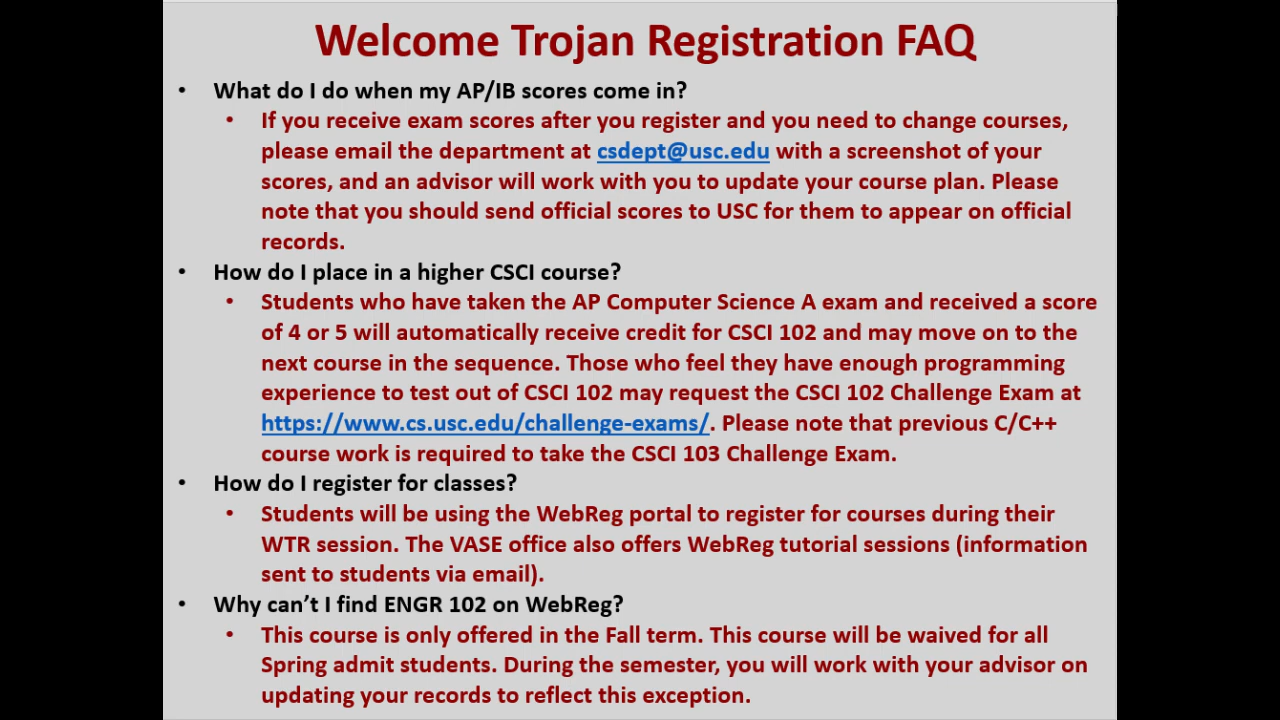 Welcome Trojan Registration FAQ
• What do I do when my AP/IB scores come in?
• If you receive exam scores after you register and you need to change courses,
please email the department at csdept@usc.edu with a screenshot of your
scores, and an advisor will work with you to update your course plan. Please
note that you should send official scores to USC for them to appear on official
records.
• How do I place in a higher CSCI course?
• Students who have taken the AP Computer Science A exam and received a score
of 4 or 5 will automatically receive credit for CSCI 102 and may move on to the
next course in the sequence. Those who feel they have enough programming
experience to test out of CSCI 102 may request the CSCI 102 Challenge Exam at
https://www.cs.usc.edu/challenge-exams/. Please note that previous C/C++
course work is required to take the CSCI 103 Challenge Exam.
• How do I register for classes?
• Students will be using the WebReg portal to register for courses during their
WTR session. The VASE office also offers WebReg tutorial sessions (information
sent to students via email).
• Why can’t I find ENGR 102 on WebReg?
• This course is only offered in the Fall term. This course will be waived for all
Spring admit students. During the semester, you will work with your advisor on
updating your records to reflect this exception.